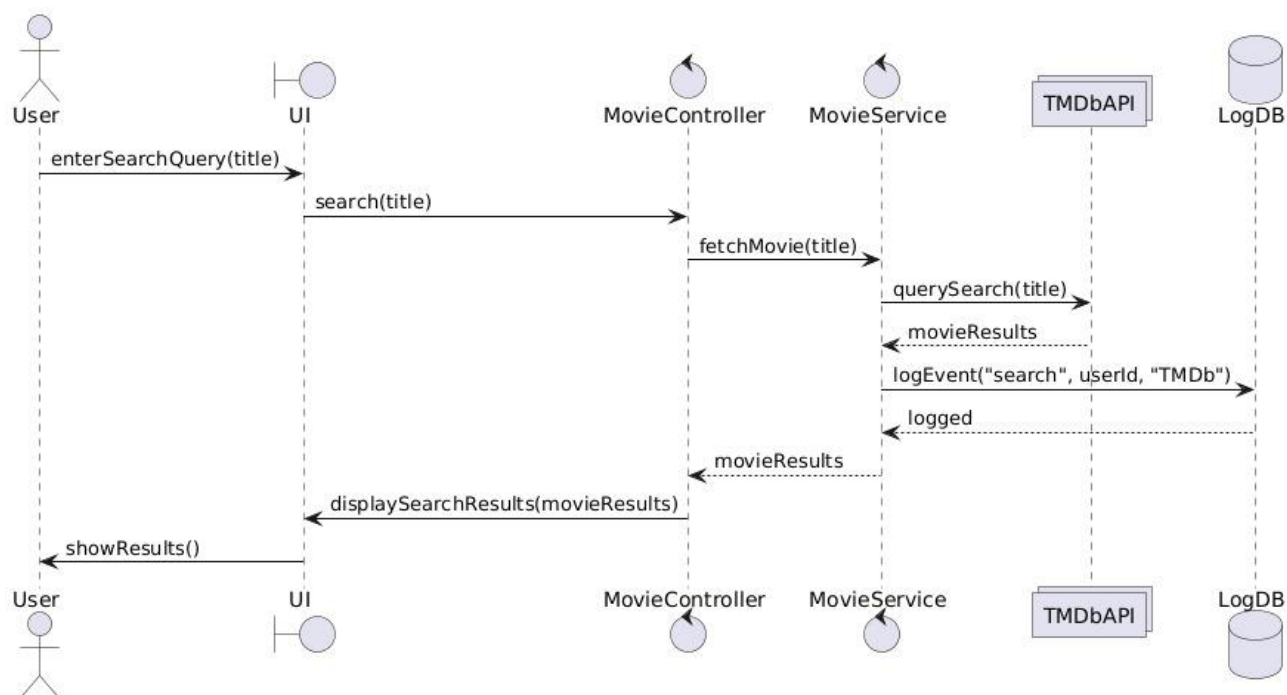 User
UI
MovieController
MovieService
TMDbAPI
LogDB
enterSearchQuery(title)
search(title)
fetchMovie(title)
querySearch(title)
movieResults
logEvent("search", userId, "TMDb")
logged
movieResults
displaySearchResults(movieResults)
showResults()
User
UI
MovieController
MovieService
TMDbAPI
LogDB